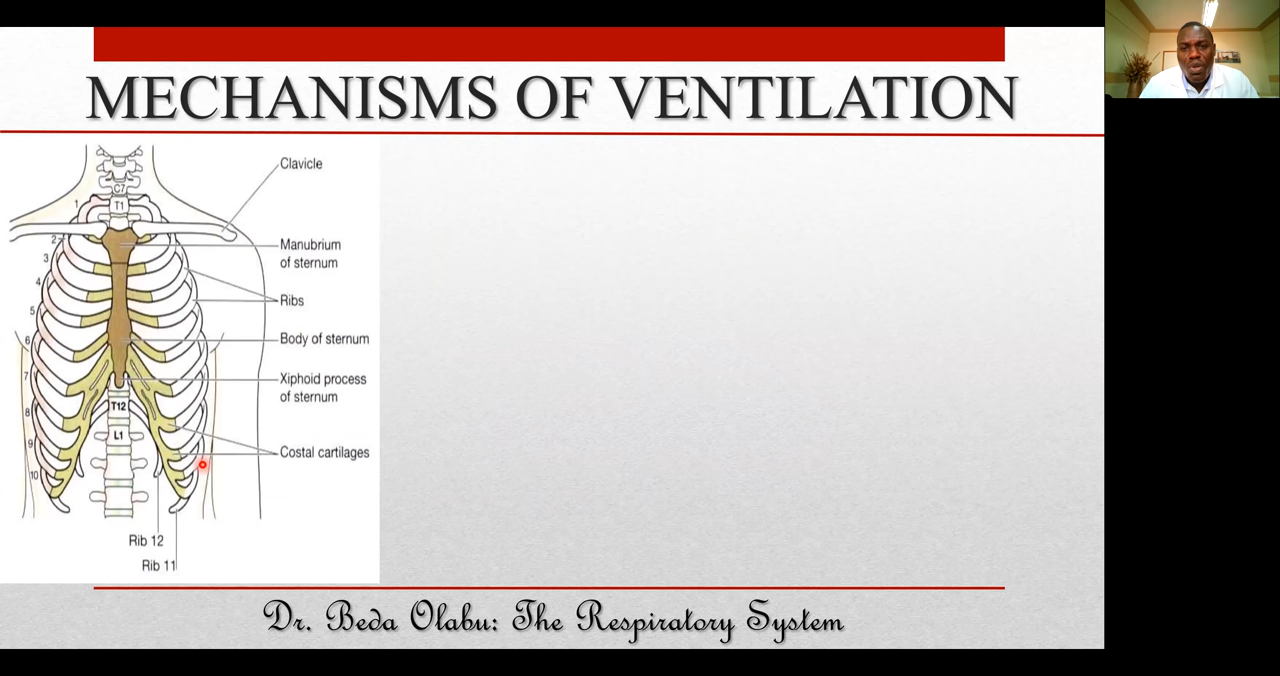 MECHANISMS OF VENTILATION
Clavicle
C7
1
T1
2
Manubrium
of sternum
3
4
Ribs
5
6
Body of sternum
7
Xiphoid process
of sternum
8
T12
L1
9
Costal cartilages
10
Rib 12
Rib 11
Dr. Beda Olabu: The Respiratory System